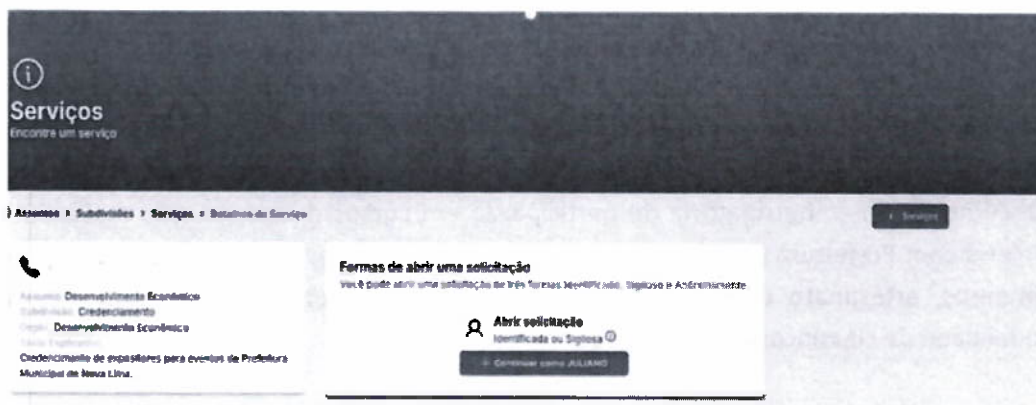 Serviços
Encontre um serviço
Assuntos > Subdivisões > Serviços > Detalhes do Serviço
Serviços
Formas de abrir uma solicitação
Você pode abrir uma solicitação de três formas Identificado, Sigiloso e Anonimamente
Abrir solicitação
Identificada ou Sigilosa
Continuar como JULIANO
Assunto: Desenvolvimento Econômico
Subdivisão: Credenciamento
Desenvolvimento Econômico
Credenciamento de expositores para eventos da Prefeitura
Municipal de Nova Lima.